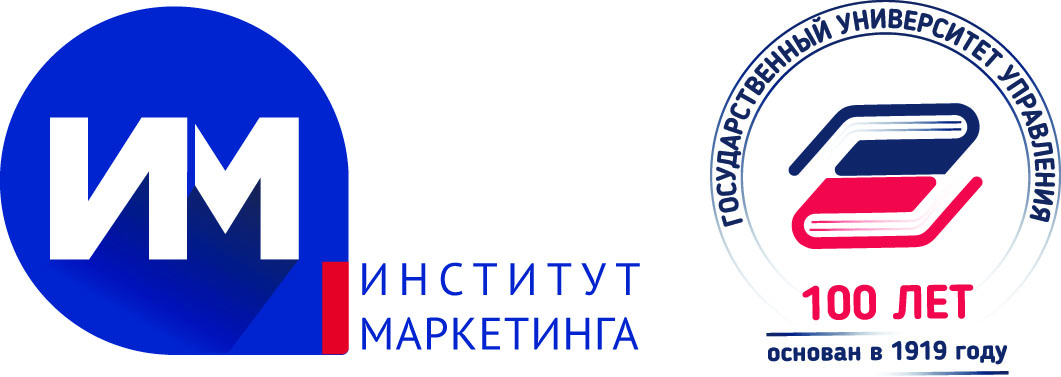 ИМ
ИНСТИТУТ
МАРКЕТИНГА
ГОСУДАРСТВЕННЫЙ УНИВЕРСИТЕТ УПРАВЛЕНИЯ
100 ЛЕТ
основан в 1919 году